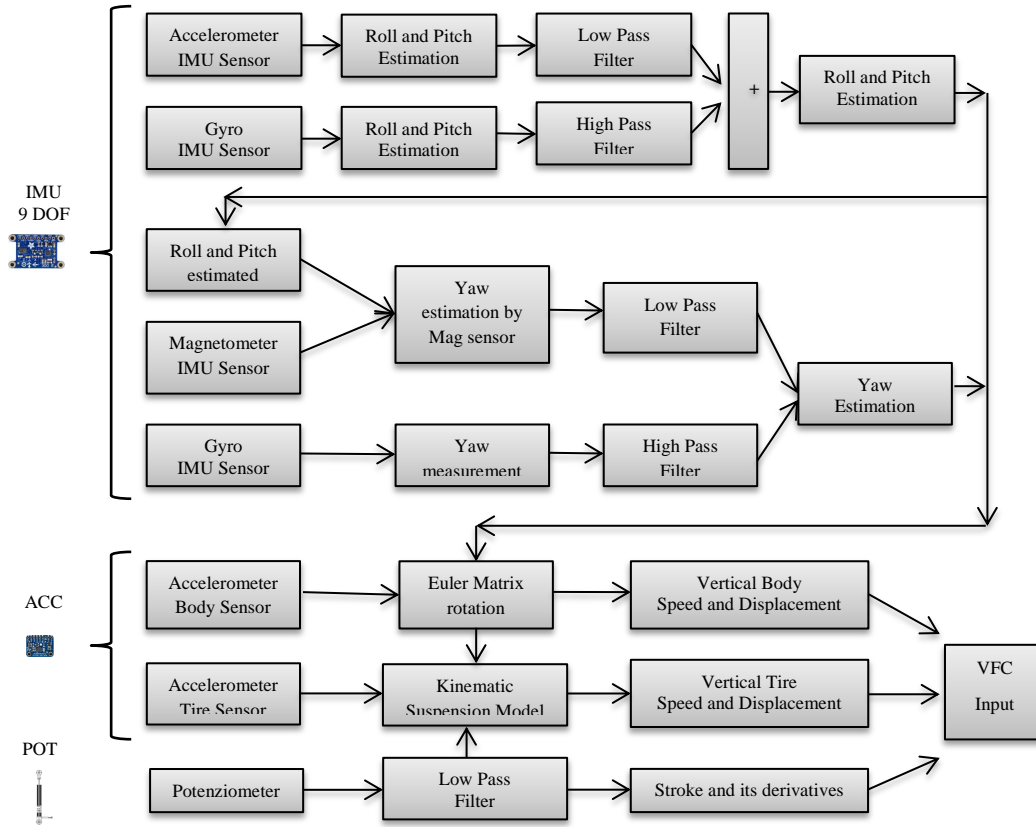 Accelerometer
IMU Sensor
Roll and Pitch
Estimation
Low Pass
Filter
+
Roll and Pitch
Estimation
Gyro
IMU Sensor
Roll and Pitch
Estimation
High Pass
Filter
IMU
9 DOF
Roll and Pitch
estimated
Yaw
estimation by
Mag sensor
Low Pass
Filter
Magnetometer
IMU Sensor
Yaw
Estimation
Gyro
IMU Sensor
Yaw
measurement
High Pass
Filter
ACC
Accelerometer
Body Sensor
Euler Matrix
rotation
Vertical Body
Speed and Displacement
VFC
Input
Accelerometer
Tire Sensor
Kinematic
Suspension Model
Vertical Tire
Speed and Displacement
POT
Potenziometer
Low Pass
Filter
Stroke and its derivatives